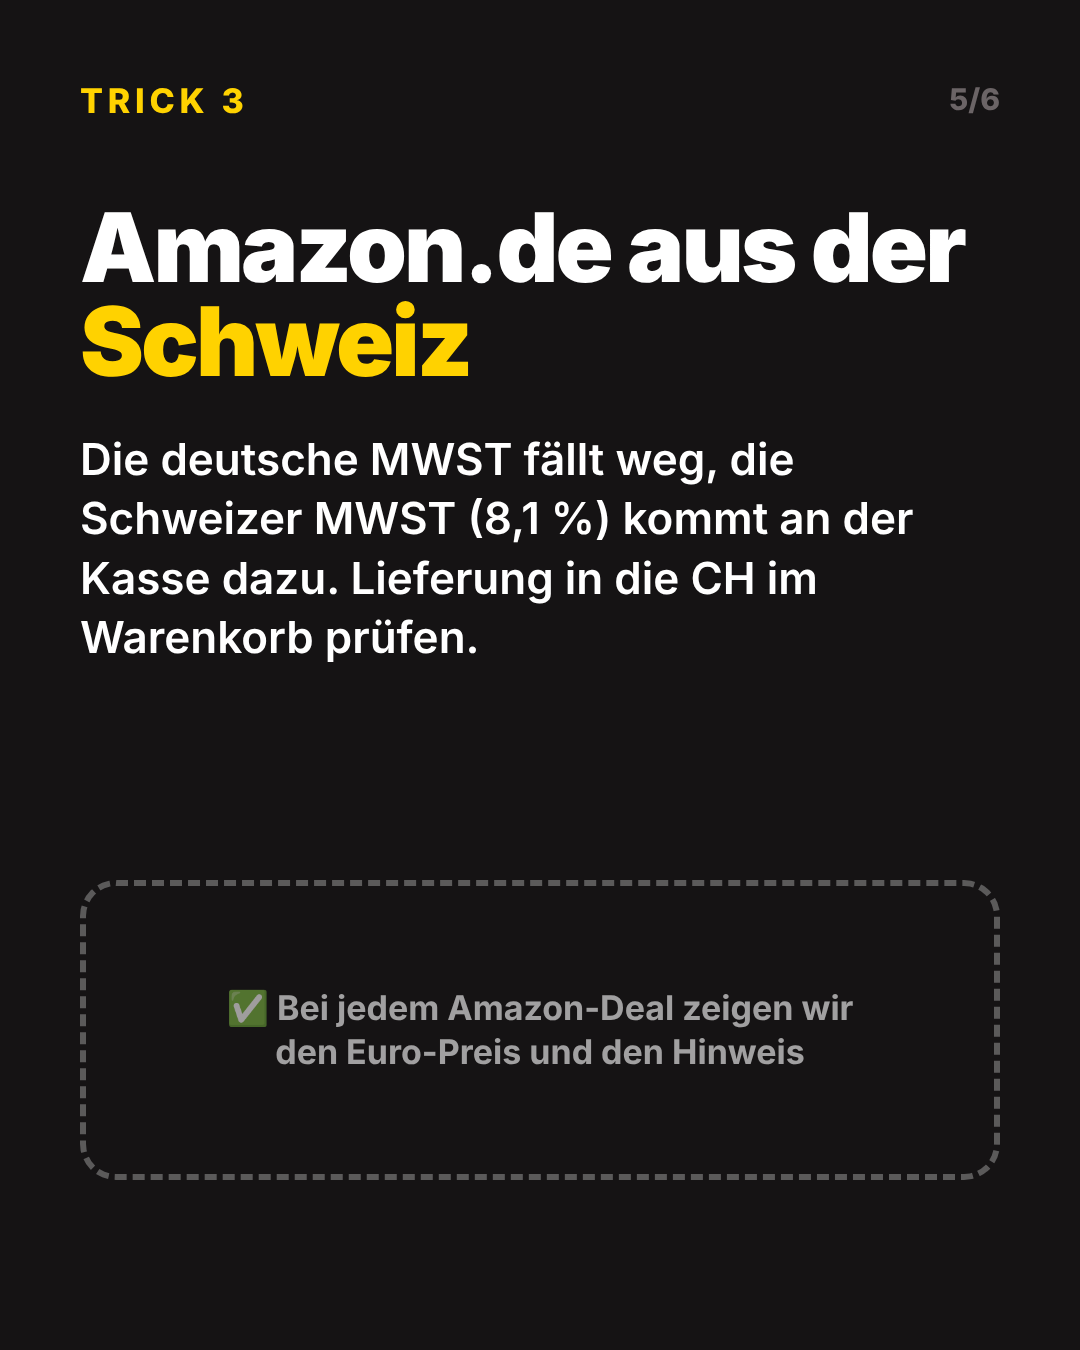 TRICK 3
5/6
Amazon.de aus der
Schweiz
Die deutsche MWST fällt weg, die
Schweizer MWST (8,1 %) kommt an der
Kasse dazu. Lieferung in die CH im
Warenkorb prüfen.
✅ Bei jedem Amazon-Deal zeigen wir
den Euro-Preis und den Hinweis